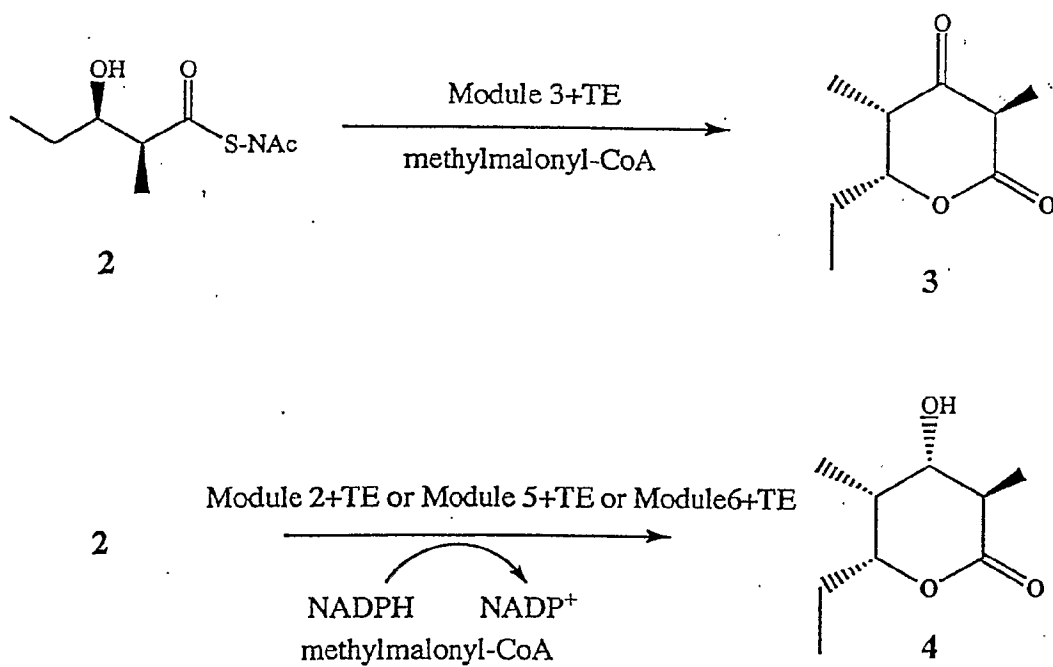 O
OH
O
S-NAc
2
Module 3+TE
methylmalonyl-CoA
O
O
3
OH
2
Module 2+TE or Module 5+TE or Module6+TE
NADPH
NADP+
methylmalonyl-CoA
O
O
4